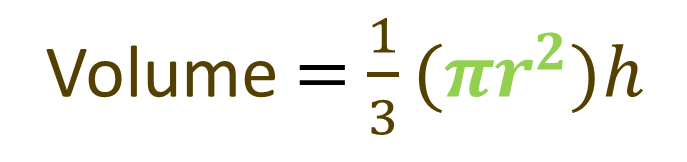 Volume = 1/3 (πr²)h